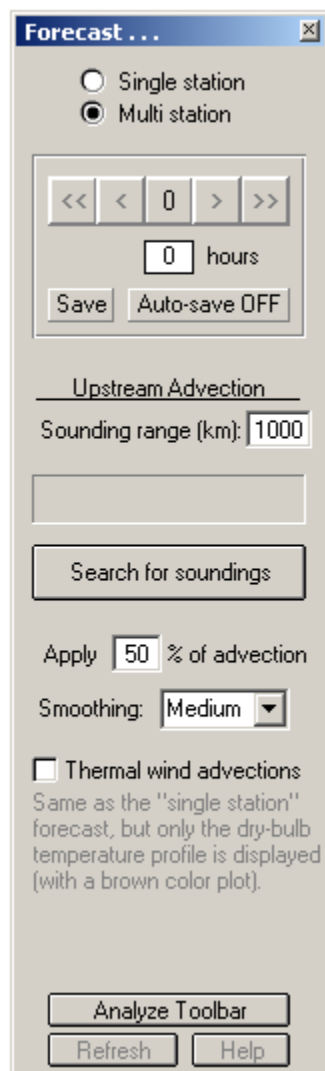 Forecast . . .
Single station
Multi station
<< < 0 > >>
0 hours
Save Auto-save OFF
Upstream Advection
Sounding range (km): 1000
Search for soundings
Apply 50 % of advection
Smoothing: Medium
Thermal wind advections
Same as the "single station"
forecast, but only the dry-bulb
temperature profile is displayed
(with a brown color plot).
Analyze Toolbar
Refresh Help